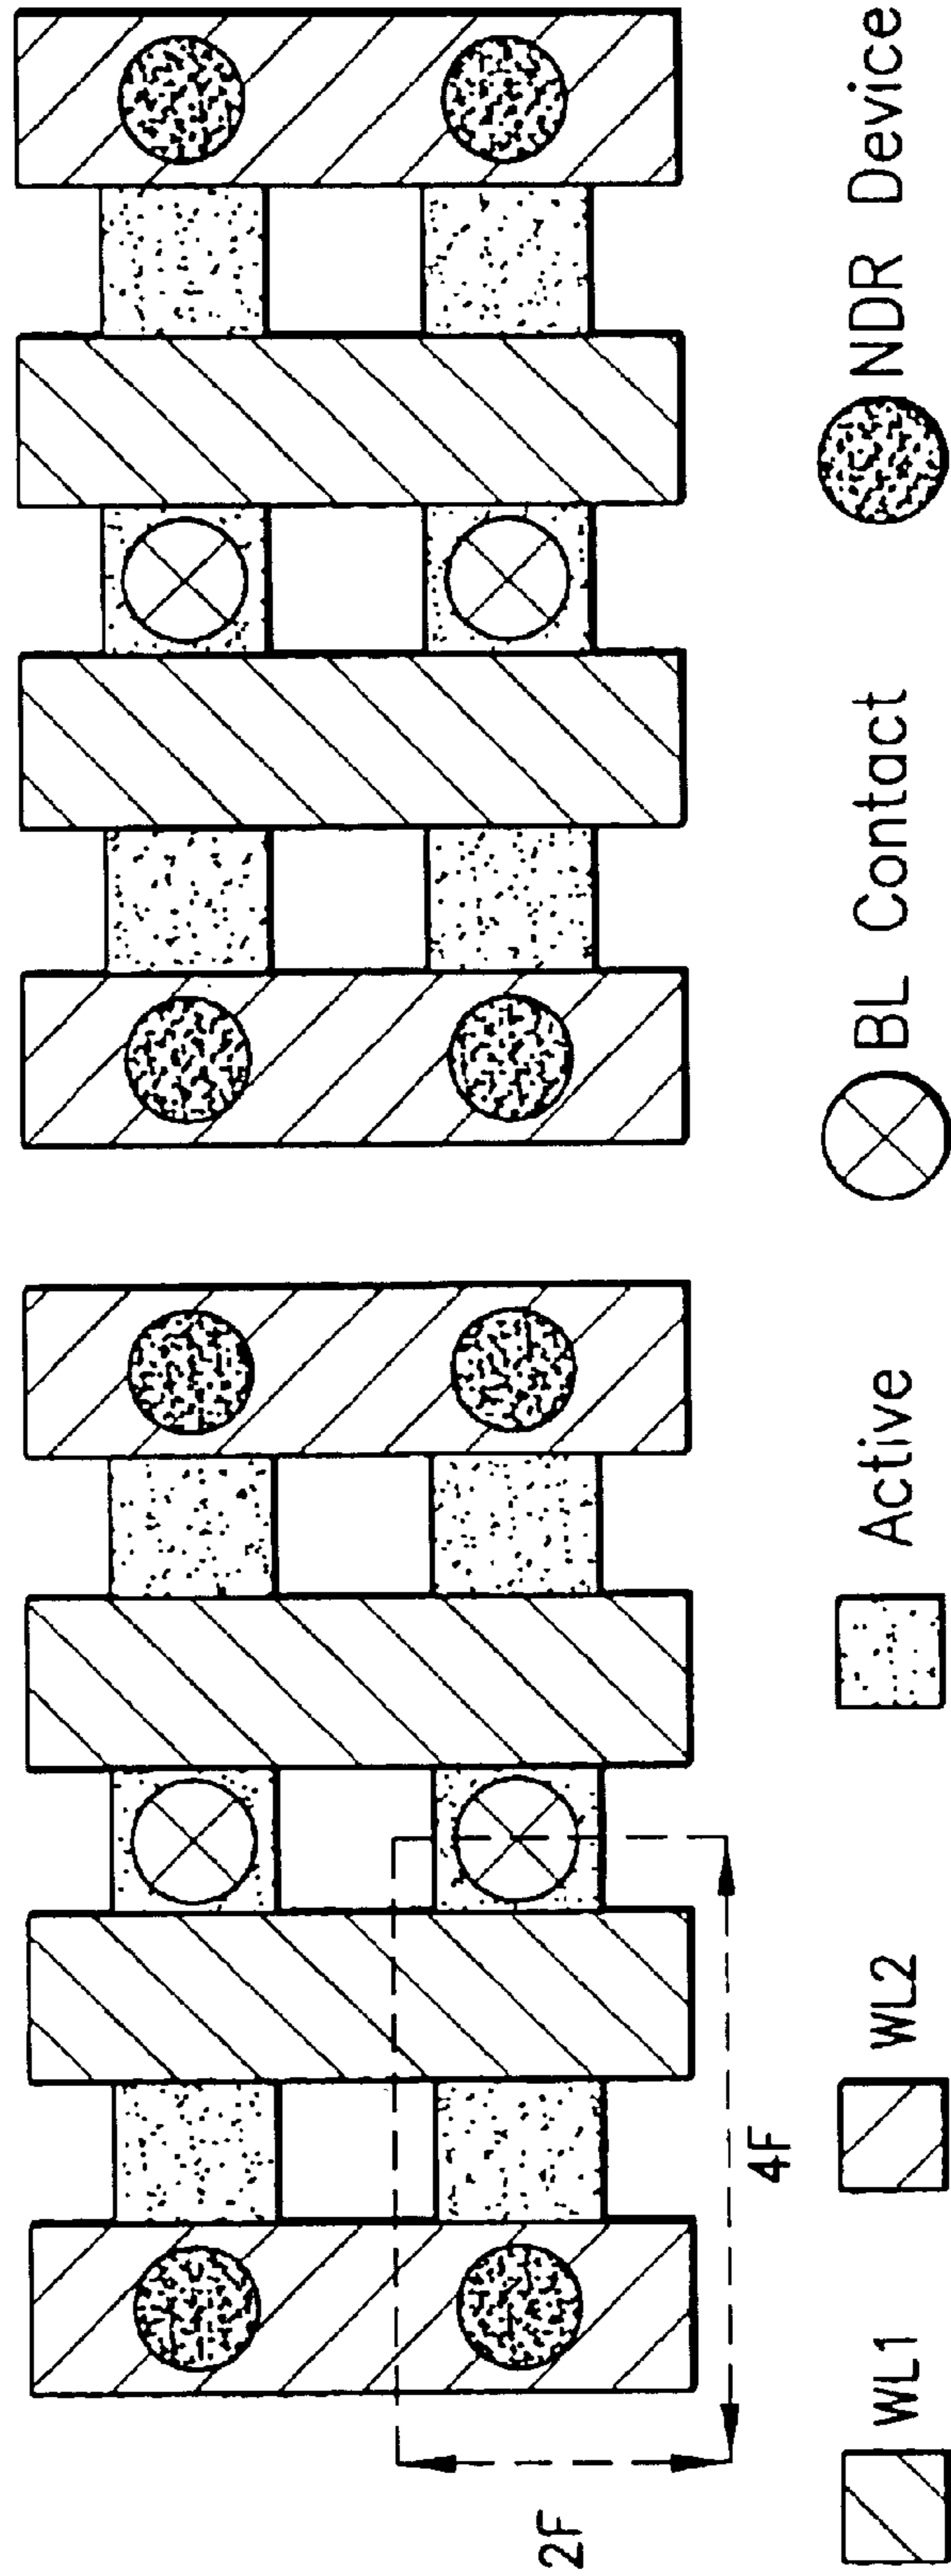 2F
4F
WL1
WL2
Active
BL Contact
NDR Device